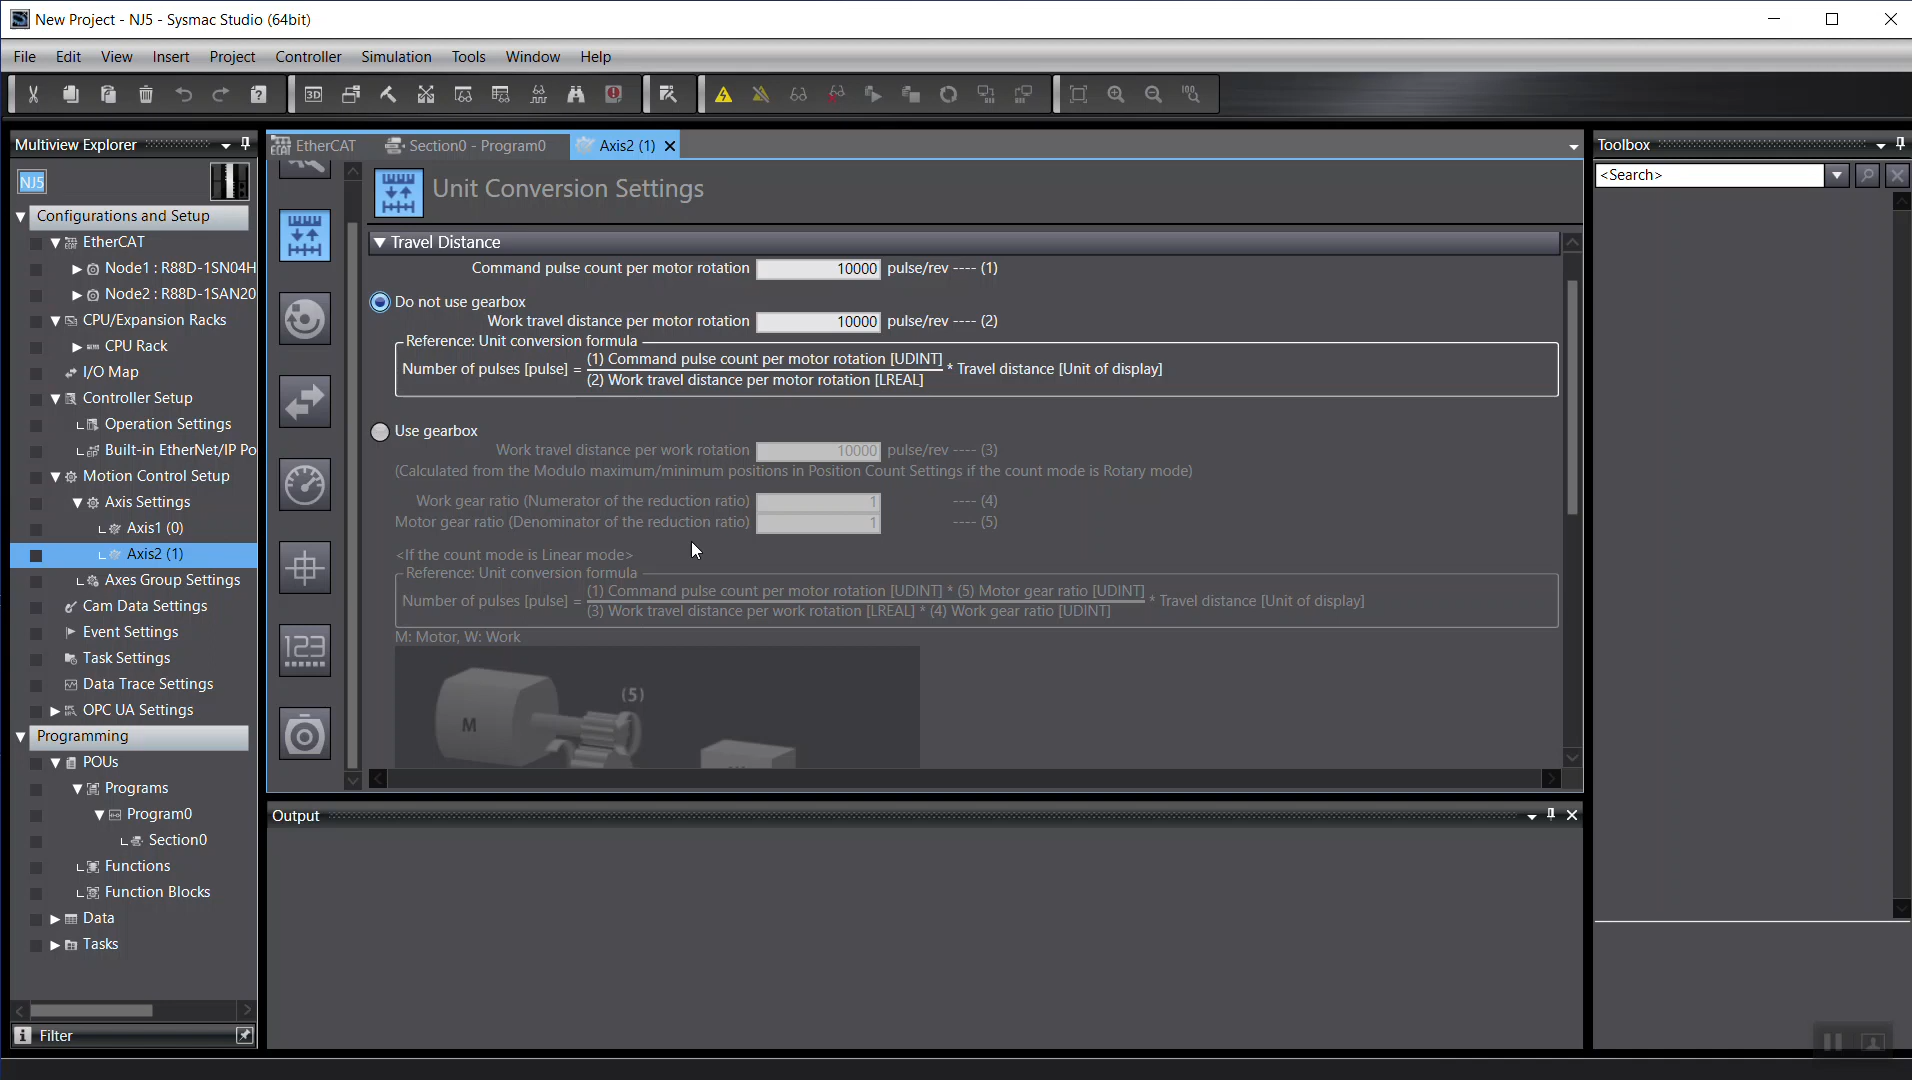 New Project - NJ5 - Sysmac Studio (64bit)
File Edit View Insert Project Controller Simulation Tools Window Help
3D
100
Multiview Explorer
NJ5
Configurations and Setup
EtherCAT
Node1 : R88D-1SN04H
Node2 : R88D-1SAN20
CPU/Expansion Racks
CPU Rack
I/O Map
Controller Setup
Operation Settings
Built-in EtherNet/IP Po
Motion Control Setup
Axis Settings
Axis1 (0)
Axis2 (1)
Axes Group Settings
Cam Data Settings
Event Settings
Task Settings
Data Trace Settings
OPC UA Settings
Programming
POUs
Programs
Program0
Section0
Functions
Function Blocks
Data
Tasks
Filter
EtherCAT
Section0 - Program0
Axis2 (1)
123
Unit Conversion Settings
Travel Distance
Command pulse count per motor rotation 10000 pulse/rev ---- (1)
Do not use gearbox
Work travel distance per motor rotation 10000 pulse/rev ---- (2)
Reference: Unit conversion formula
Number of pulses [pulse] = (1) Command pulse count per motor rotation [UDINT] * Travel distance [Unit of display]
(2) Work travel distance per motor rotation [LREAL]
Use gearbox
Work travel distance per work rotation 10000 pulse/rev ---- (3)
(Calculated from the Modulo maximum/minimum positions in Position Count Settings if the count mode is Rotary mode)
Work gear ratio (Numerator of the reduction ratio) 1 ---- (4)
Motor gear ratio (Denominator of the reduction ratio) 1 ---- (5)
<If the count mode is Linear mode>
Reference: Unit conversion formula
Number of pulses [pulse] = (1) Command pulse count per motor rotation [UDINT] * (5) Motor gear ratio [UDINT] * Travel distance [Unit of display]
(3) Work travel distance per work rotation [LREAL] * (4) Work gear ratio [UDINT]
M: Motor, W: Work
M
(5)
Output
Toolbox
<Search>